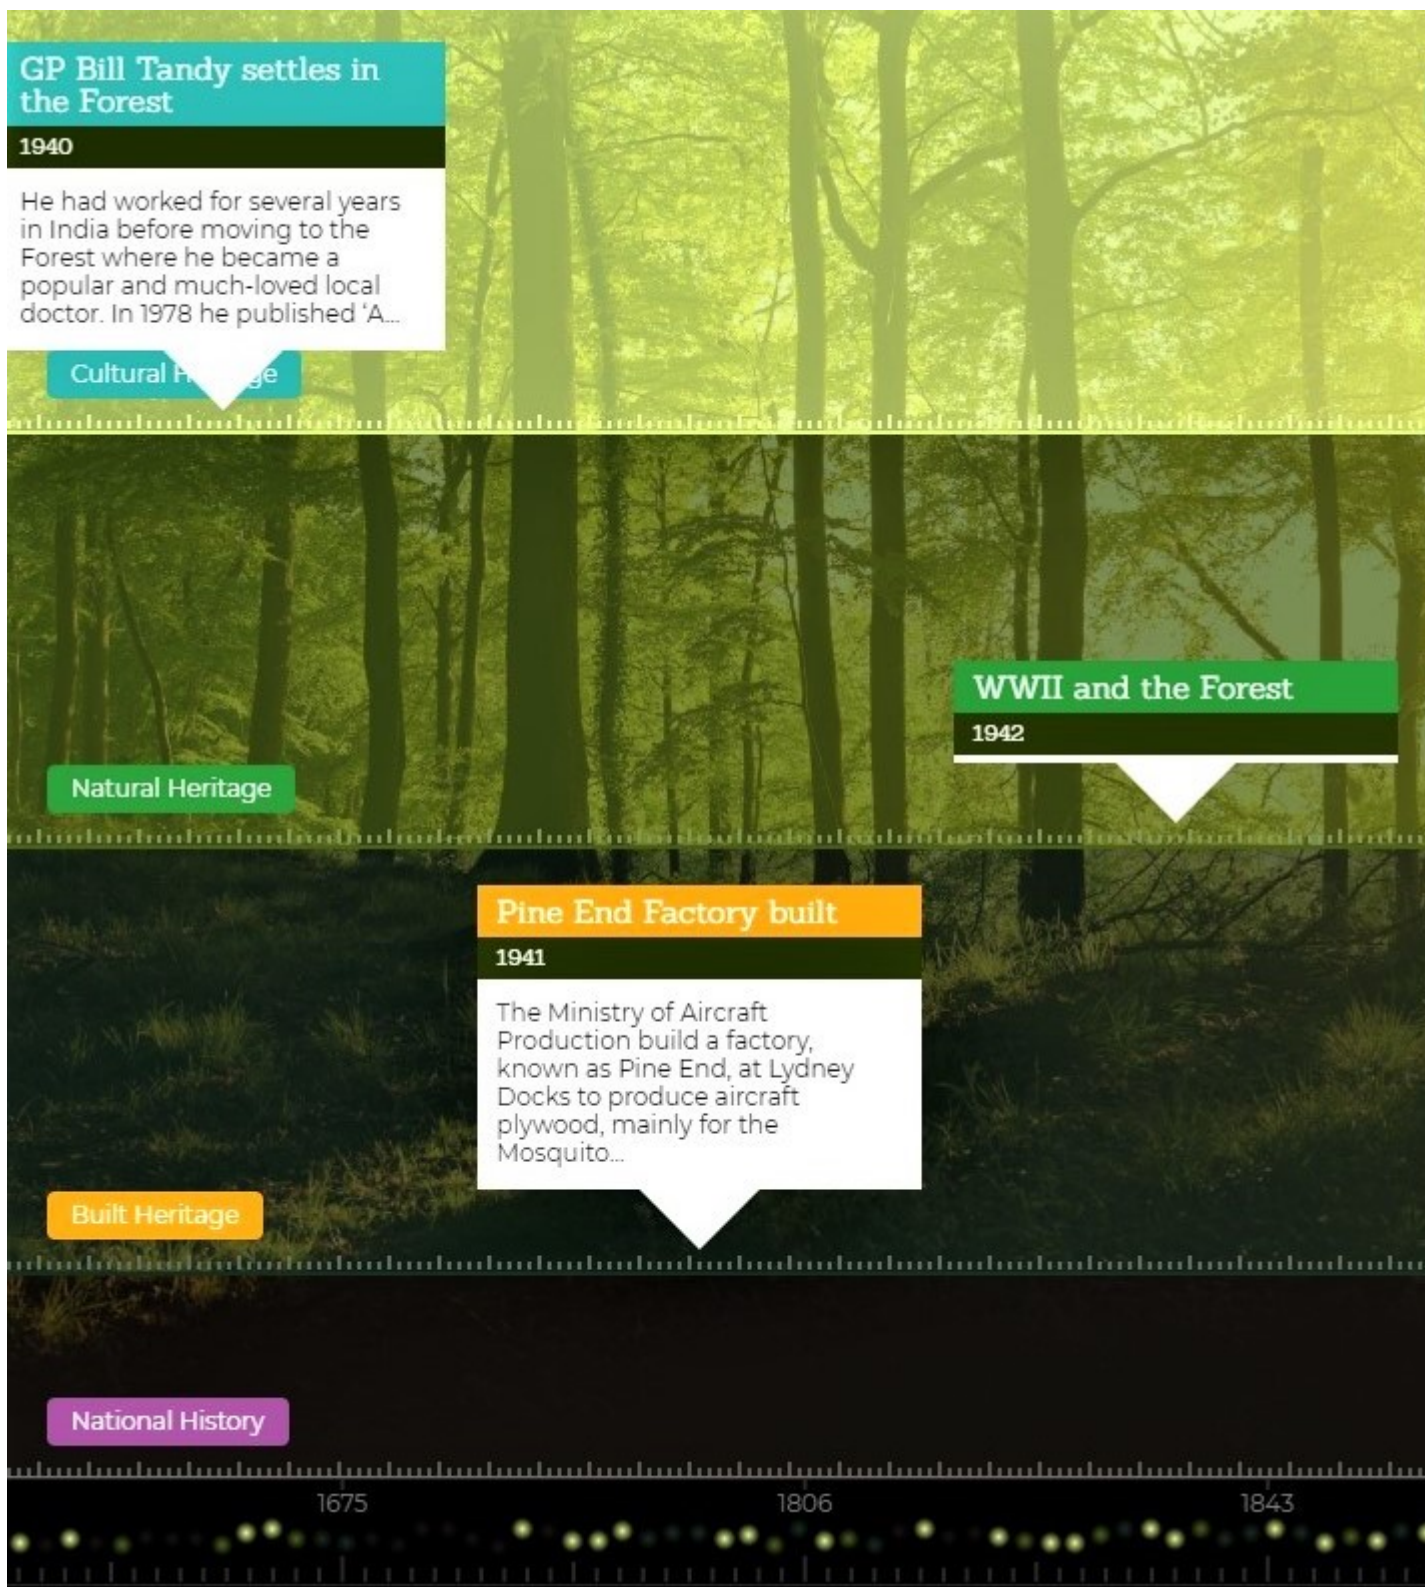 GP Bill Tandy settles in
the Forest
1940
He had worked for several years
in India before moving to the
Forest where he became a
popular and much-loved local
doctor. In 1978 he published ‘A...
Cultural
WWII and the Forest
1942
Natural Heritage
Pine End Factory built
1941
The Ministry of Aircraft
Production build a factory,
known as Pine End, at Lydney
Docks to produce aircraft
plywood, mainly for the
Mosquito...
Built Heritage
National History
1675 1806 1843